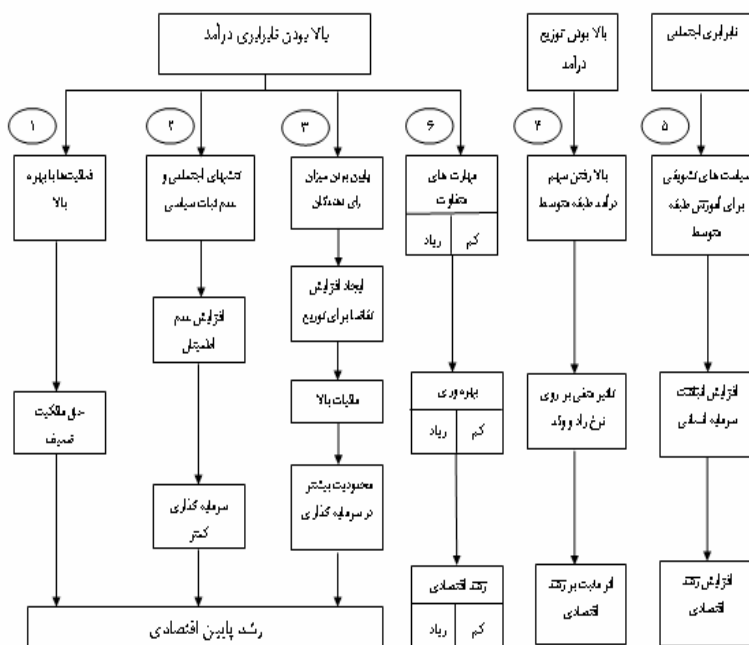 بالا بودن نابرابری درآمد
بالا بودن توزیع
درآمد
نابرابری اجتماعی
۱
۲
۳
۶
۴
۵
فعالیت‌ها با بهره
بالا
تنشهای اجتماعی و
عدم ثبات سیاسی
پایین بودن میزان
رای دهندگان
مهارت های
متفاوت
زیاد
کم
بالا رفتن سهم
درآمد طبقه متوسط
سیاست های تشویقی
برای آموزش طبقه
متوسط
افزایش عدم
اطمینان
ایجاد افزایش
تقاضا برای توزیع
حق مالکیت
ضعیف
مالیات بالا
بهره وری
زیاد
کم
تاثیر منفی بر روی
نرخ زاد و ولد
افزایش انباشت
سرمایه انسانی
سرمایه گذاری
کمتر
محدودیت بیشتر
در سرمایه گذاری
رشد پایین اقتصادی
رشد اقتصادی
زیاد
کم
اثر مثبت بر رشد
اقتصادی
افزایش رشد
اقتصادی